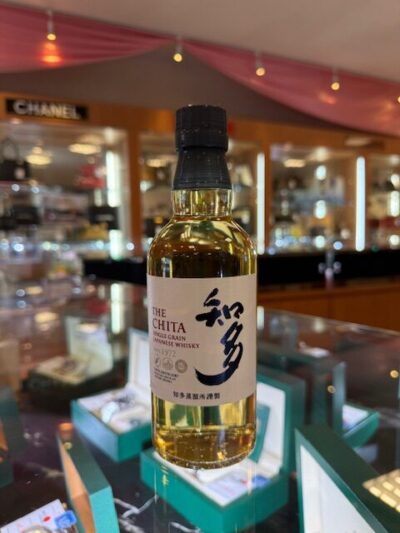 CHANEL
THE
CHITA
SINGLE GRAIN
JAPANESE WHISKY
知多
知多蒸溜所謹製